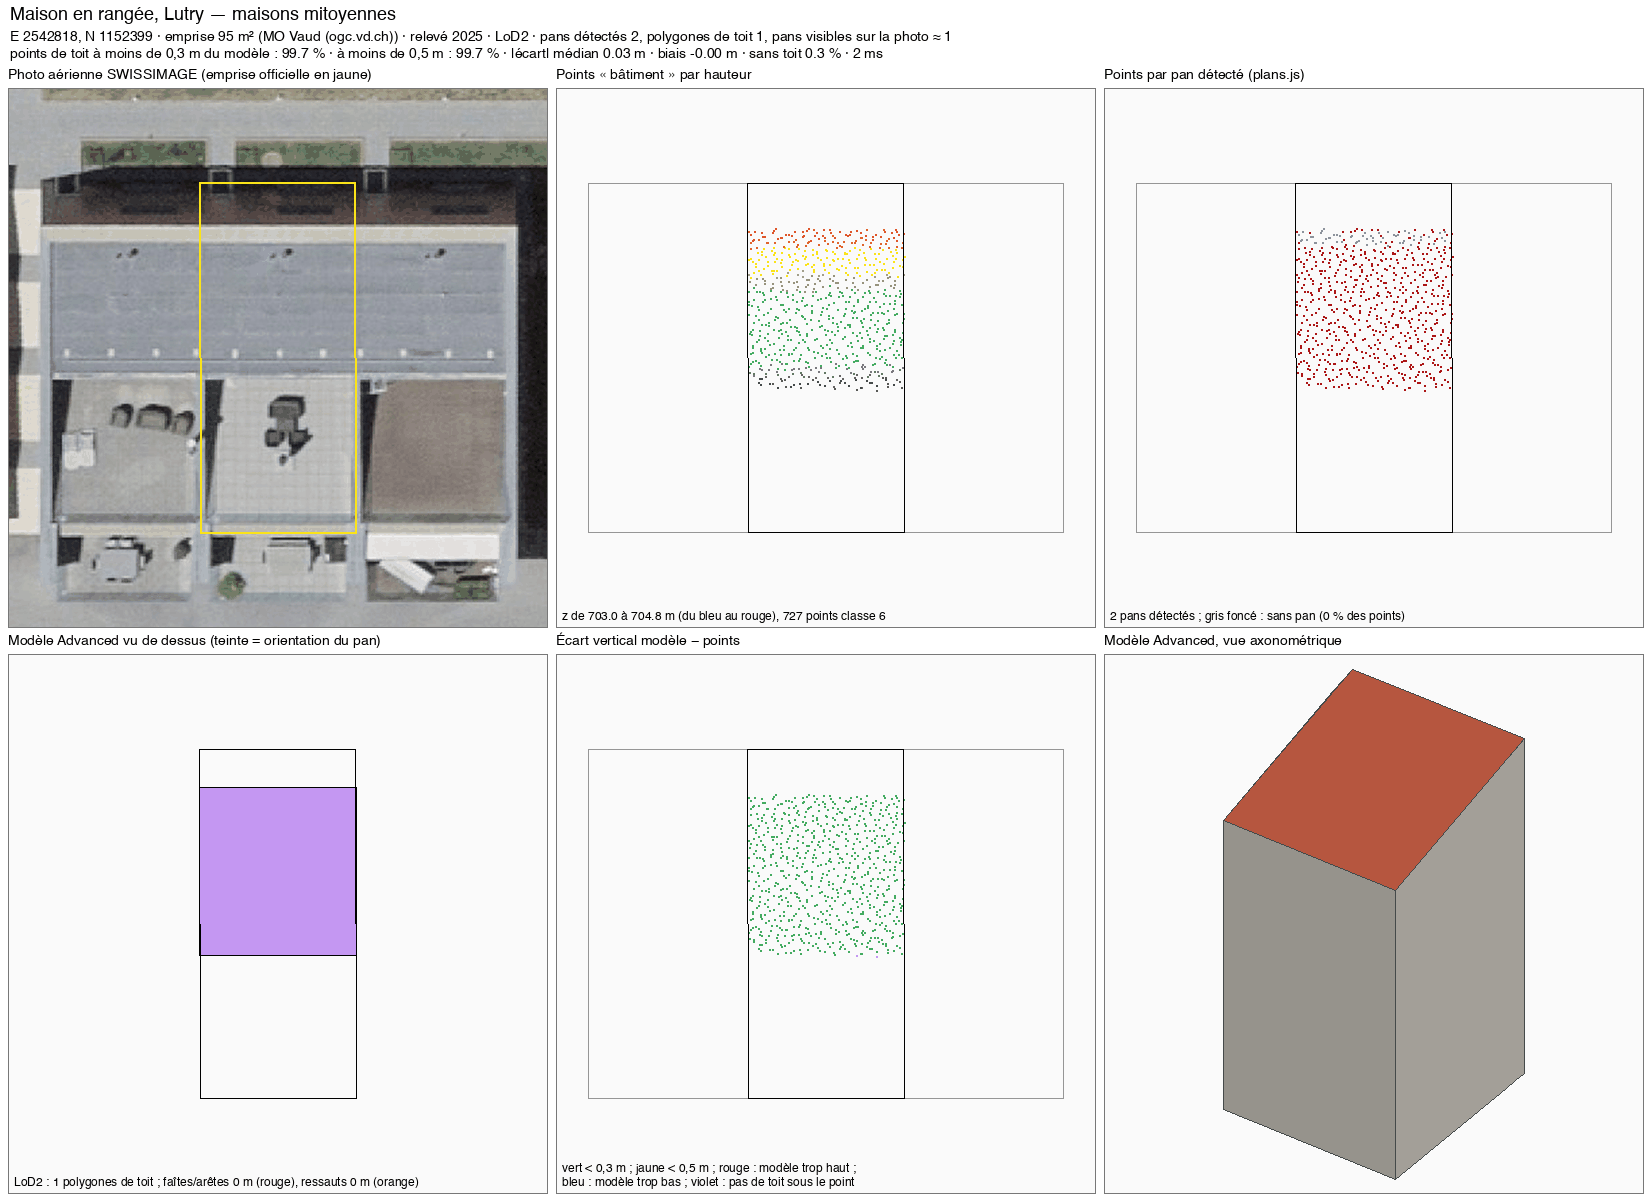 Maison en rangée, Lutry — maisons mitoyennes
E 2542818, N 1152399 · emprise 95 m² (MO Vaud (ogc.vd.ch)) · relevé 2025 · LoD2 · pans détectés 2, polygones de toit 1, pans visibles sur la photo ≈ 1
points de toit à moins de 0,3 m du modèle : 99.7 % · à moins de 0,5 m : 99.7 % · lécartl médian 0.03 m · biais -0.00 m · sans toit 0.3 % · 2 ms
Photo aérienne SWISSIMAGE (emprise officielle en jaune)
Points « bâtiment » par hauteur
Points par pan détecté (plans.js)
z de 703.0 à 704.8 m (du bleu au rouge), 727 points classe 6
2 pans détectés ; gris foncé : sans pan (0 % des points)
Modèle Advanced vu de dessus (teinte = orientation du pan)
Écart vertical modèle – points
Modèle Advanced, vue axonométrique
LoD2 : 1 polygones de toit ; faîtes/arêtes 0 m (rouge), ressauts 0 m (orange)
vert < 0,3 m ; jaune < 0,5 m ; rouge : modèle trop haut ;
bleu : modèle trop bas ; violet : pas de toit sous le point